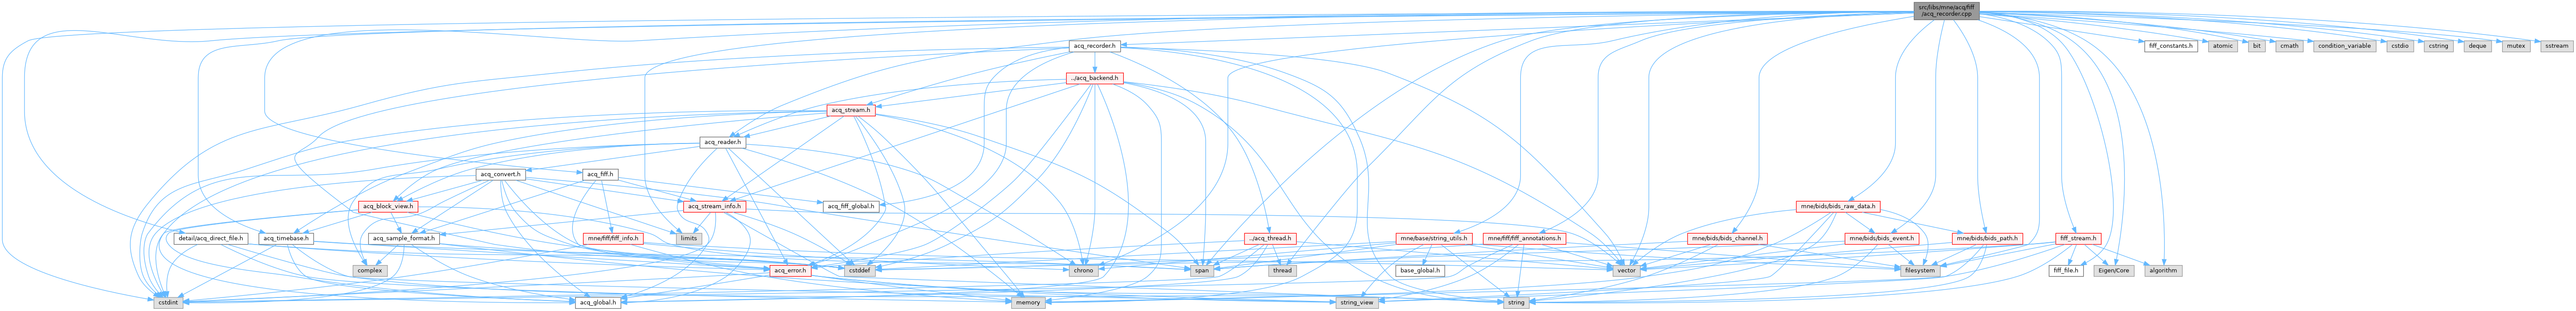 src/libs/mne/acq/fiff
/acq_recorder.cpp
acq_recorder.h
fiff_constants.h
atomic
bit
cmath
condition_variable
cstdio
cstring
deque
mutex
sstream
../acq_backend.h
acq_stream.h
acq_reader.h
acq_convert.h
acq_fiff.h
acq_block_view.h
acq_fiff_global.h
acq_stream_info.h
mne/bids/bids_raw_data.h
detail/acq_direct_file.h
acq_timebase.h
acq_sample_format.h
mne/fiff/fiff_info.h
limits
../acq_thread.h
mne/base/string_utils.h
mne/fiff/fiff_annotations.h
mne/bids/bids_channel.h
mne/bids/bids_event.h
mne/bids/bids_path.h
fiff_stream.h
complex
acq_error.h
cstddef
chrono
span
thread
base_global.h
vector
filesystem
fiff_file.h
Eigen/Core
algorithm
cstdint
acq_global.h
memory
string_view
string